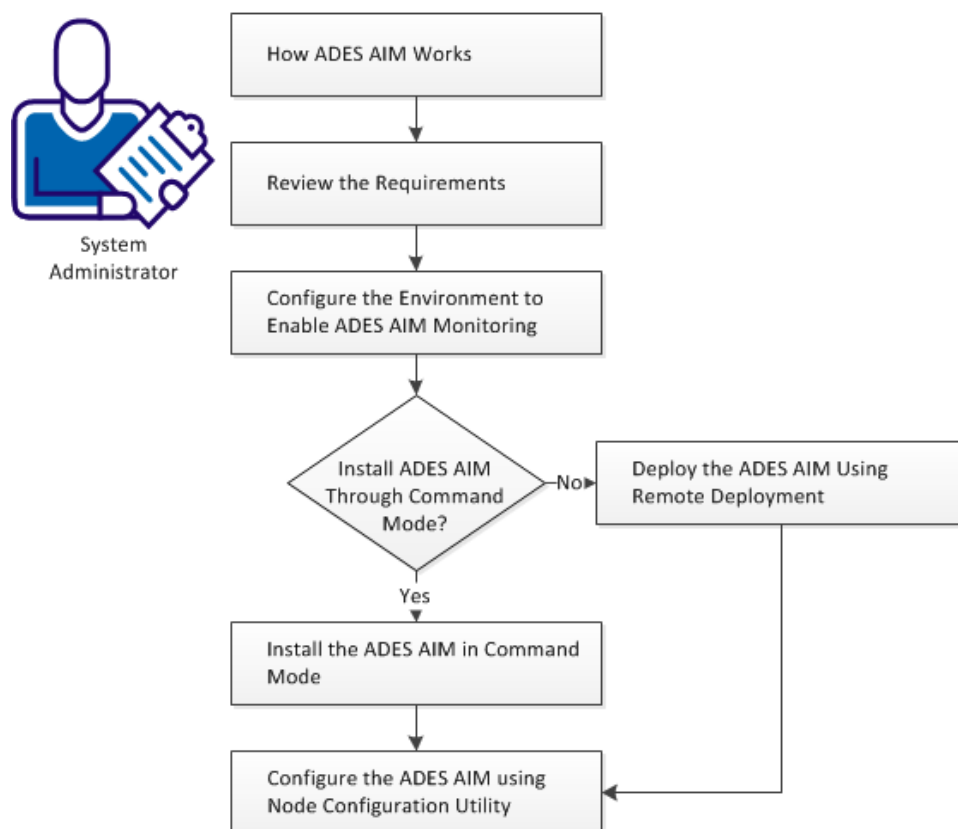 How ADES AIM Works
Review the Requirements
System
Administrator
Configure the Environment to
Enable ADES AIM Monitoring
Install ADES AIM
Through Command
Mode?
No
Deploy the ADES AIM Using
Remote Deployment
Yes
Install the ADES AIM in Command
Mode
Configure the ADES AIM using
Node Configuration Utility